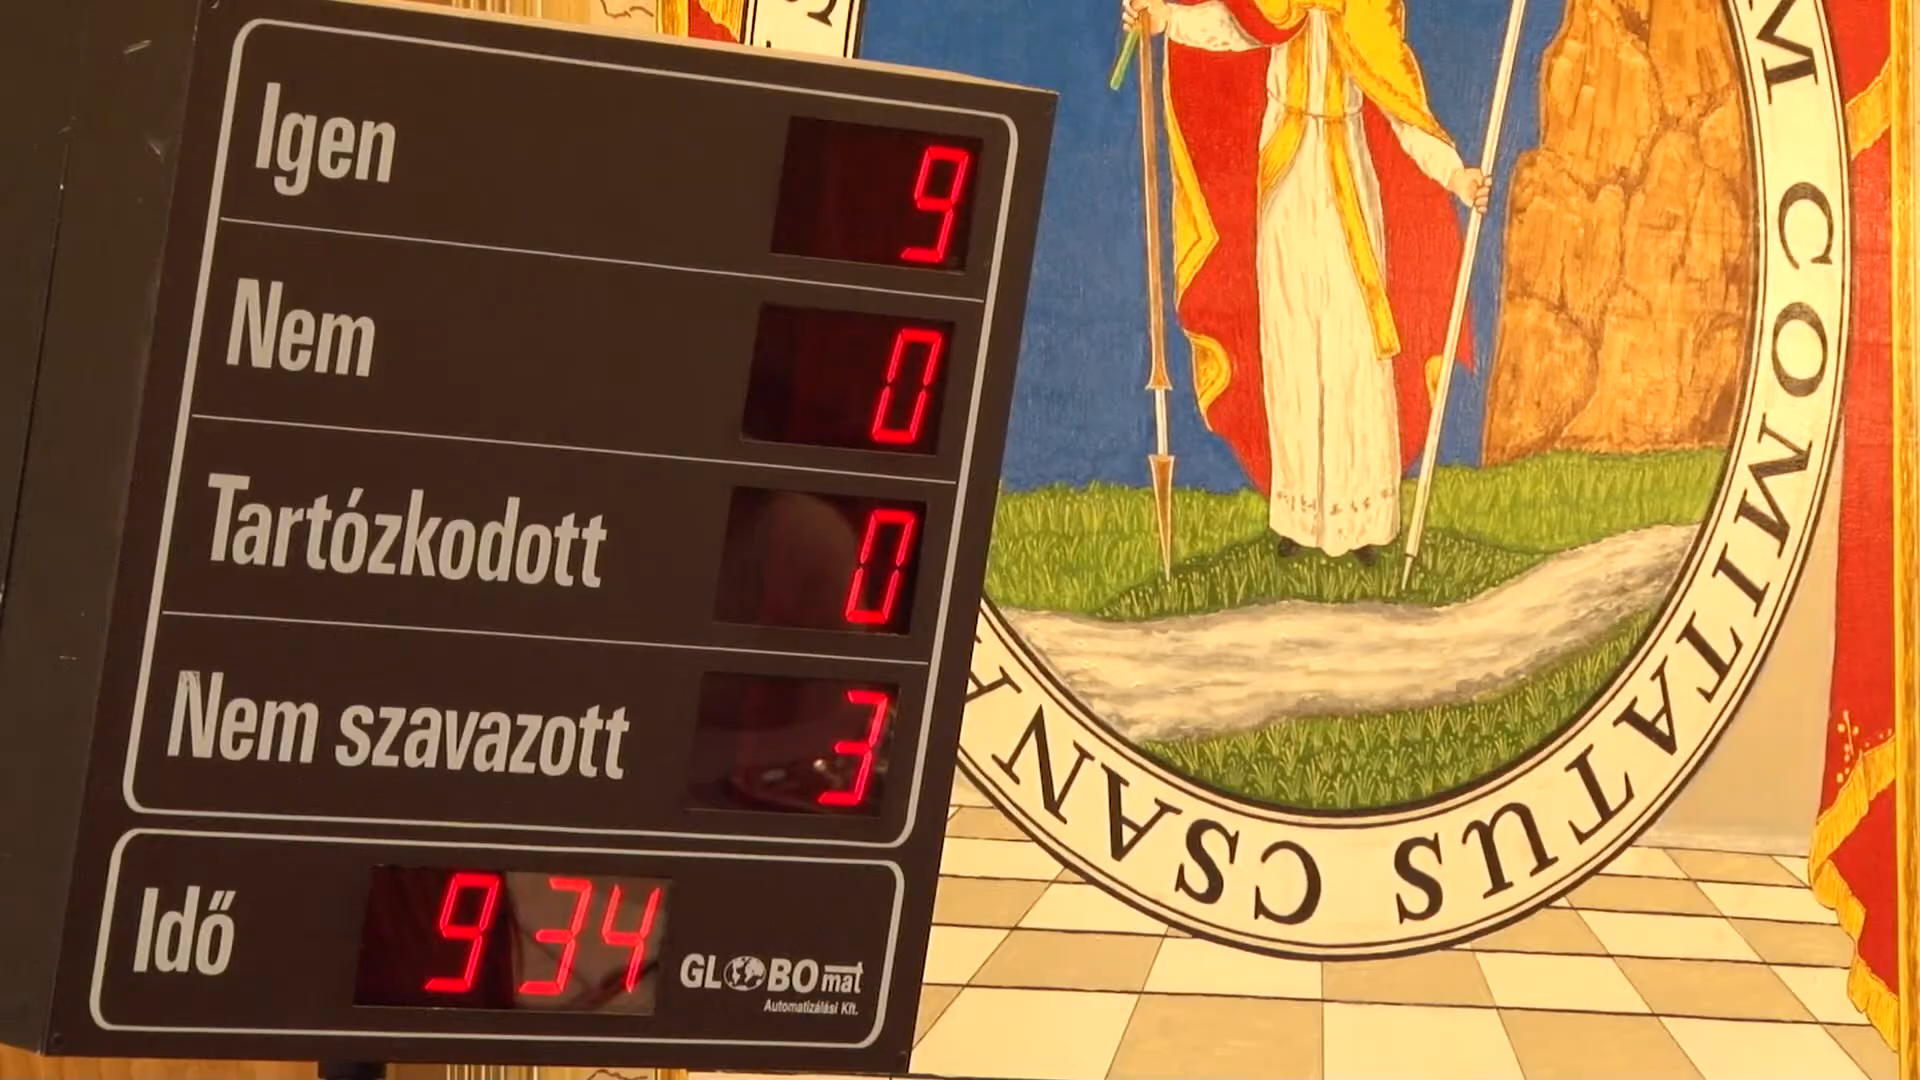 Igen 9
Nem 0
Tartózkodott 0
Nem szavazott 3
Idő 9 34
GLOBOmat
Automatizálási Kft.
M COMITATUS CSANA